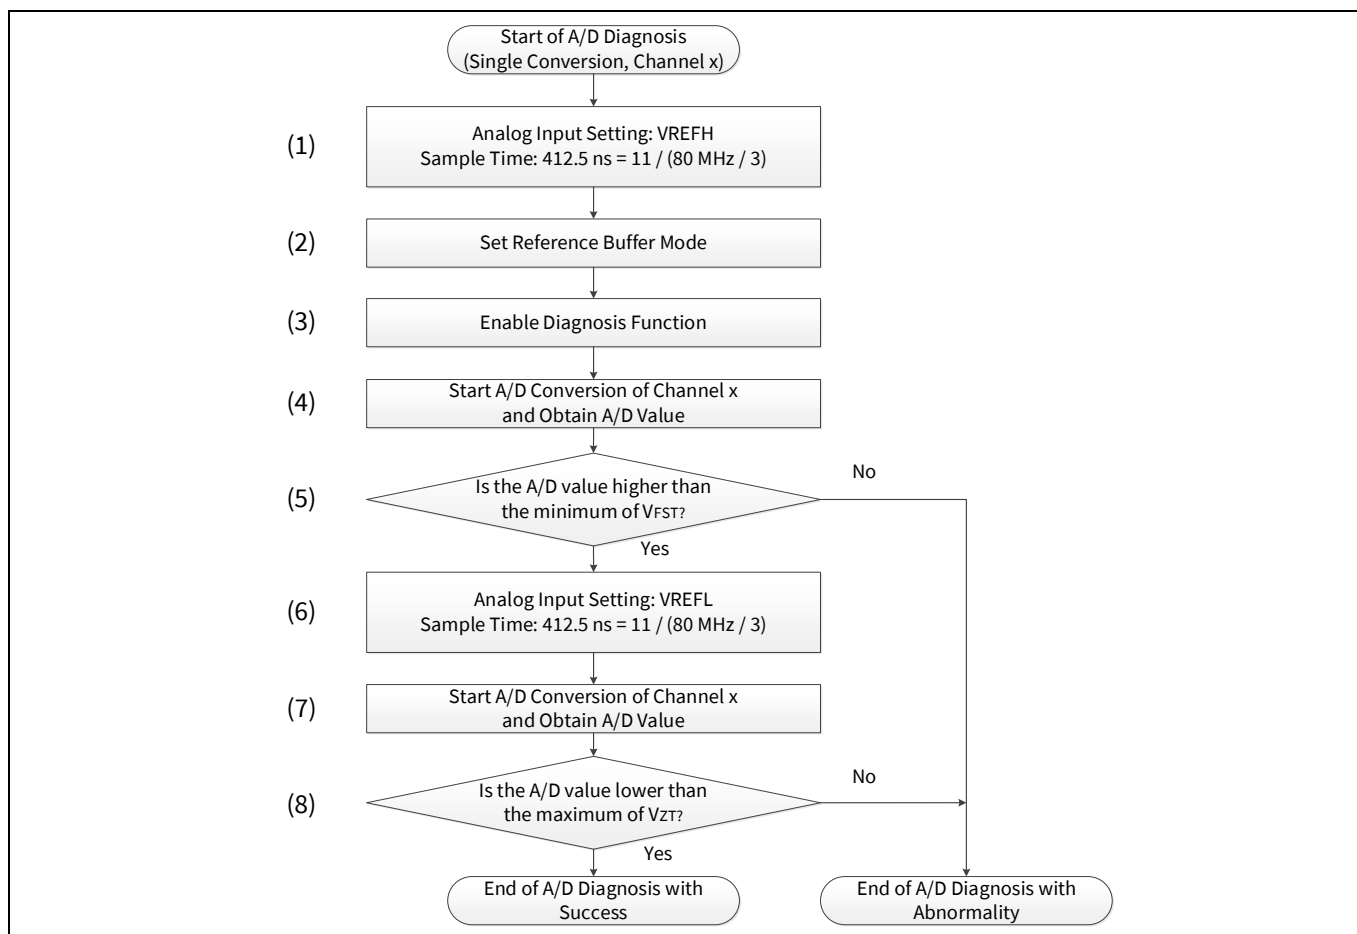 Start of A/D Diagnosis
(Single Conversion, Channel x)
(1)
Analog Input Setting: VREFH
Sample Time: 412.5 ns = 11 / (80 MHz / 3)
(2)
Set Reference Buffer Mode
(3)
Enable Diagnosis Function
(4)
Start A/D Conversion of Channel x
and Obtain A/D Value
(5)
Is the A/D value higher than
the minimum of VFST?
No
Yes
(6)
Analog Input Setting: VREFL
Sample Time: 412.5 ns = 11 / (80 MHz / 3)
(7)
Start A/D Conversion of Channel x
and Obtain A/D Value
(8)
Is the A/D value lower than
the maximum of VZT?
No
Yes
End of A/D Diagnosis with
Success
End of A/D Diagnosis with
Abnormality